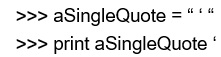 >>> aSingleQuote = “ ‘ “
>>> print aSingleQuote ‘